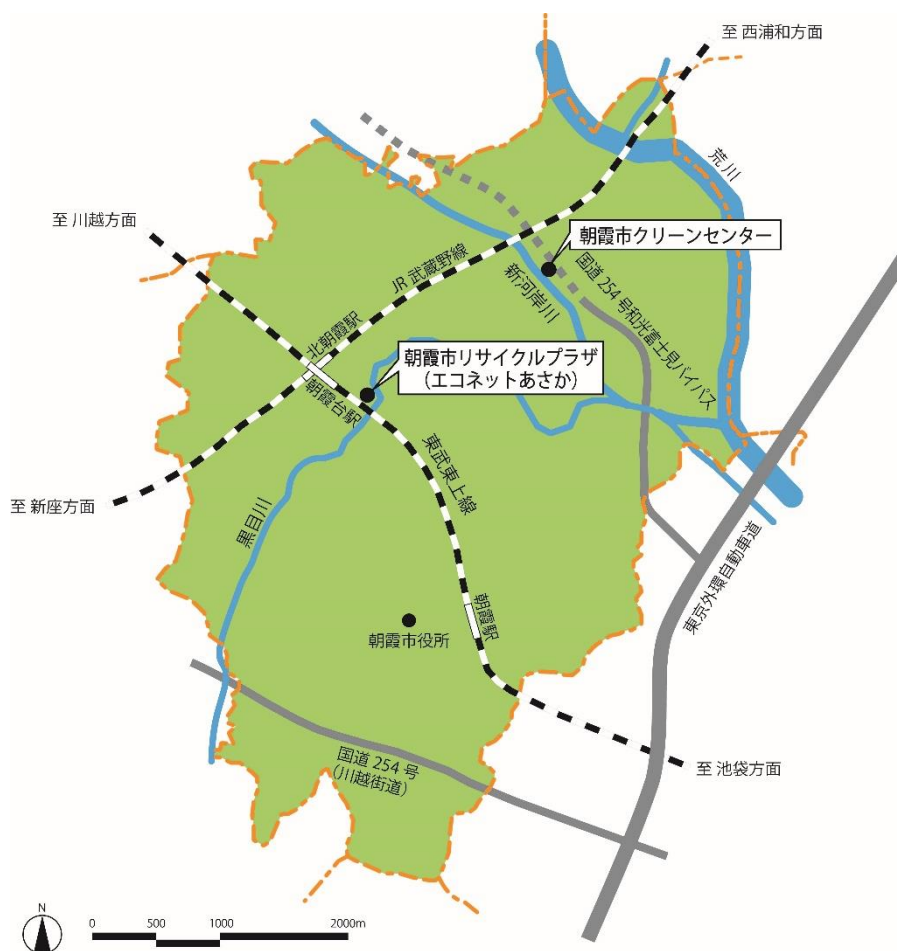 至 西浦和方面
荒川
至 川越方面
朝霞市クリーンセンター
JR 武蔵野線
新河岸川
国道 254 号和光富士見バイパス
北朝霞駅
朝霞台駅
朝霞市リサイクルプラザ
(エコネットあさか)
東武東上線
至 新座方面
黒目川
東京外環自動車道
朝霞駅
朝霞市役所
国道 254 号
(川越街道)
至 池袋方面
N
0 500 1000 2000m